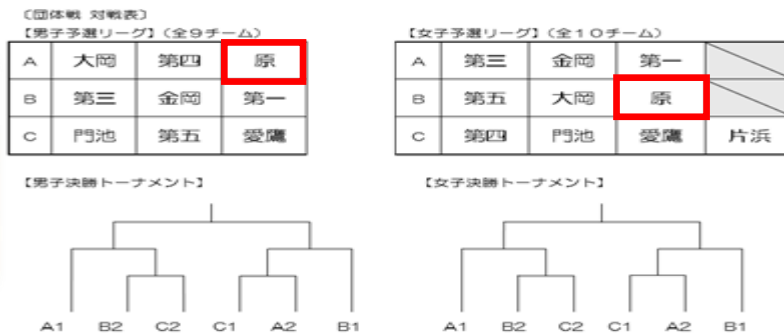 〔団体戦 対戦表〕
【男子予選リーグ】(全9チーム)
A 大岡 第四 原
B 第三 金岡 第一
C 門池 第五 愛鷹
【女子予選リーグ】(全10チーム)
A 第三 金岡 第一
B 第五 大岡 原
C 第四 門池 愛鷹 片浜
【男子決勝トーナメント】
A1 B2 C2 C1 A2 B1
【女子決勝トーナメント】
A1 B2 C2 C1 A2 B1